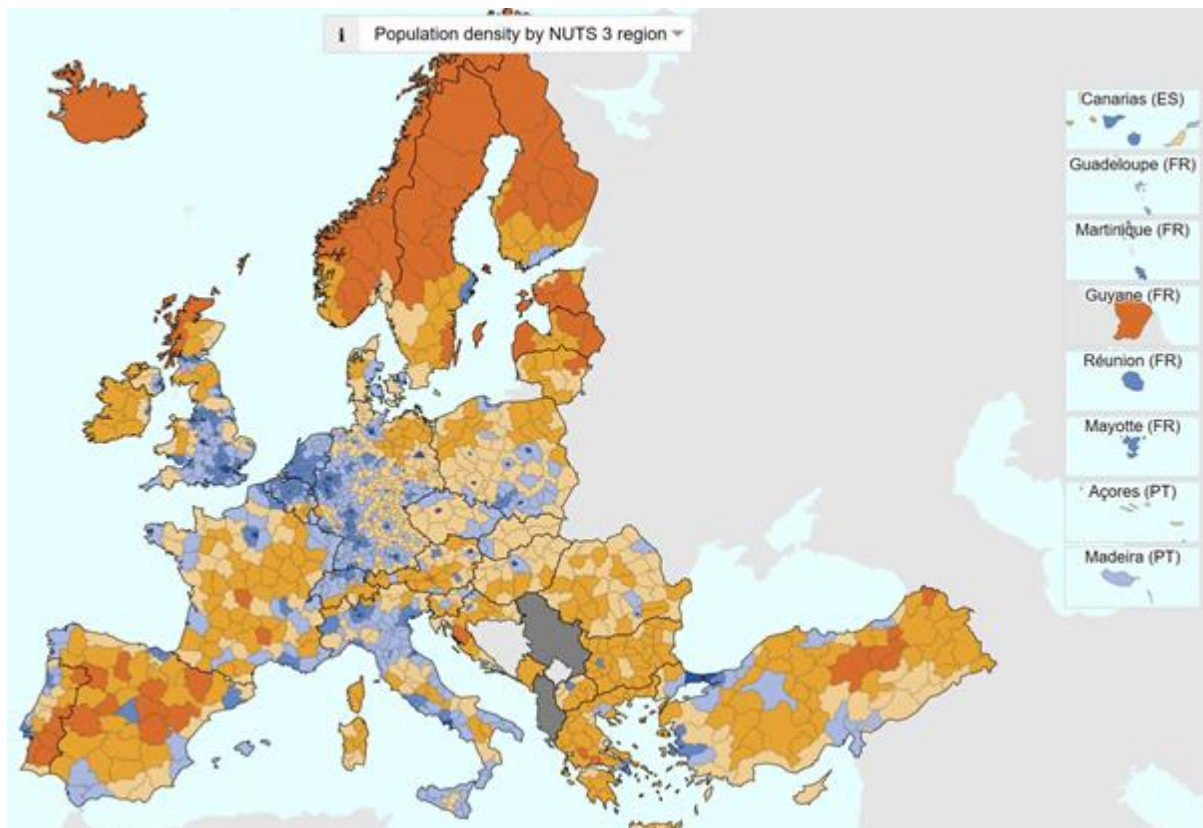 i Population density by NUTS 3 region
Canarias (ES)
Guadeloupe (FR)
Martinique (FR)
Guyane (FR)
Réunion (FR)
Mayotte (FR)
Açores (PT)
Madeira (PT)